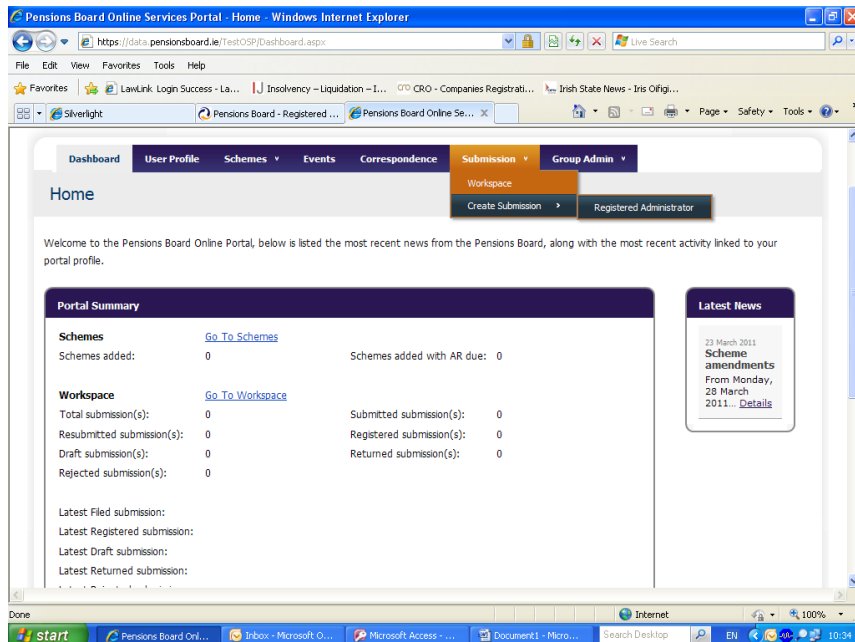 Pensions Board Online Services Portal - Home - Windows Internet Explorer
https://data.pensionsboard.ie/TestOSP/Dashboard.aspx
Live Search
File Edit View Favorites Tools Help
Favorites LawLink Login Success - La... Insolvency – Liquidation – I... CRO CRO - Companies Registrati... Irish State News - Iris Oifigi...
Silverlight Pensions Board - Registered ... Pensions Board Online Se... X Page Safety Tools
Dashboard User Profile Schemes Events Correspondence Submission Group Admin
Workspace
Home
Create Submission Registered Administrator
Welcome to the Pensions Board Online Portal, below is listed the most recent news from the Pensions Board, along with the most recent activity linked to your
portal profile.
Portal Summary
Schemes Go To Schemes
Schemes added: 0 Schemes added with AR due: 0
Workspace Go To Workspace
Total submission(s): 0 Submitted submission(s): 0
Resubmitted submission(s): 0 Registered submission(s): 0
Draft submission(s): 0 Returned submission(s): 0
Rejected submission(s): 0
Latest Filed submission:
Latest Registered submission:
Latest Draft submission:
Latest Returned submission:
Latest News
23 March 2011
Scheme
amendments
From Monday,
28 March
2011... Details
Done Internet 100%
start Pensions Board Onl... Inbox - Microsoft O... Microsoft Access - ... Document1 - Micro... Search Desktop EN 10:34